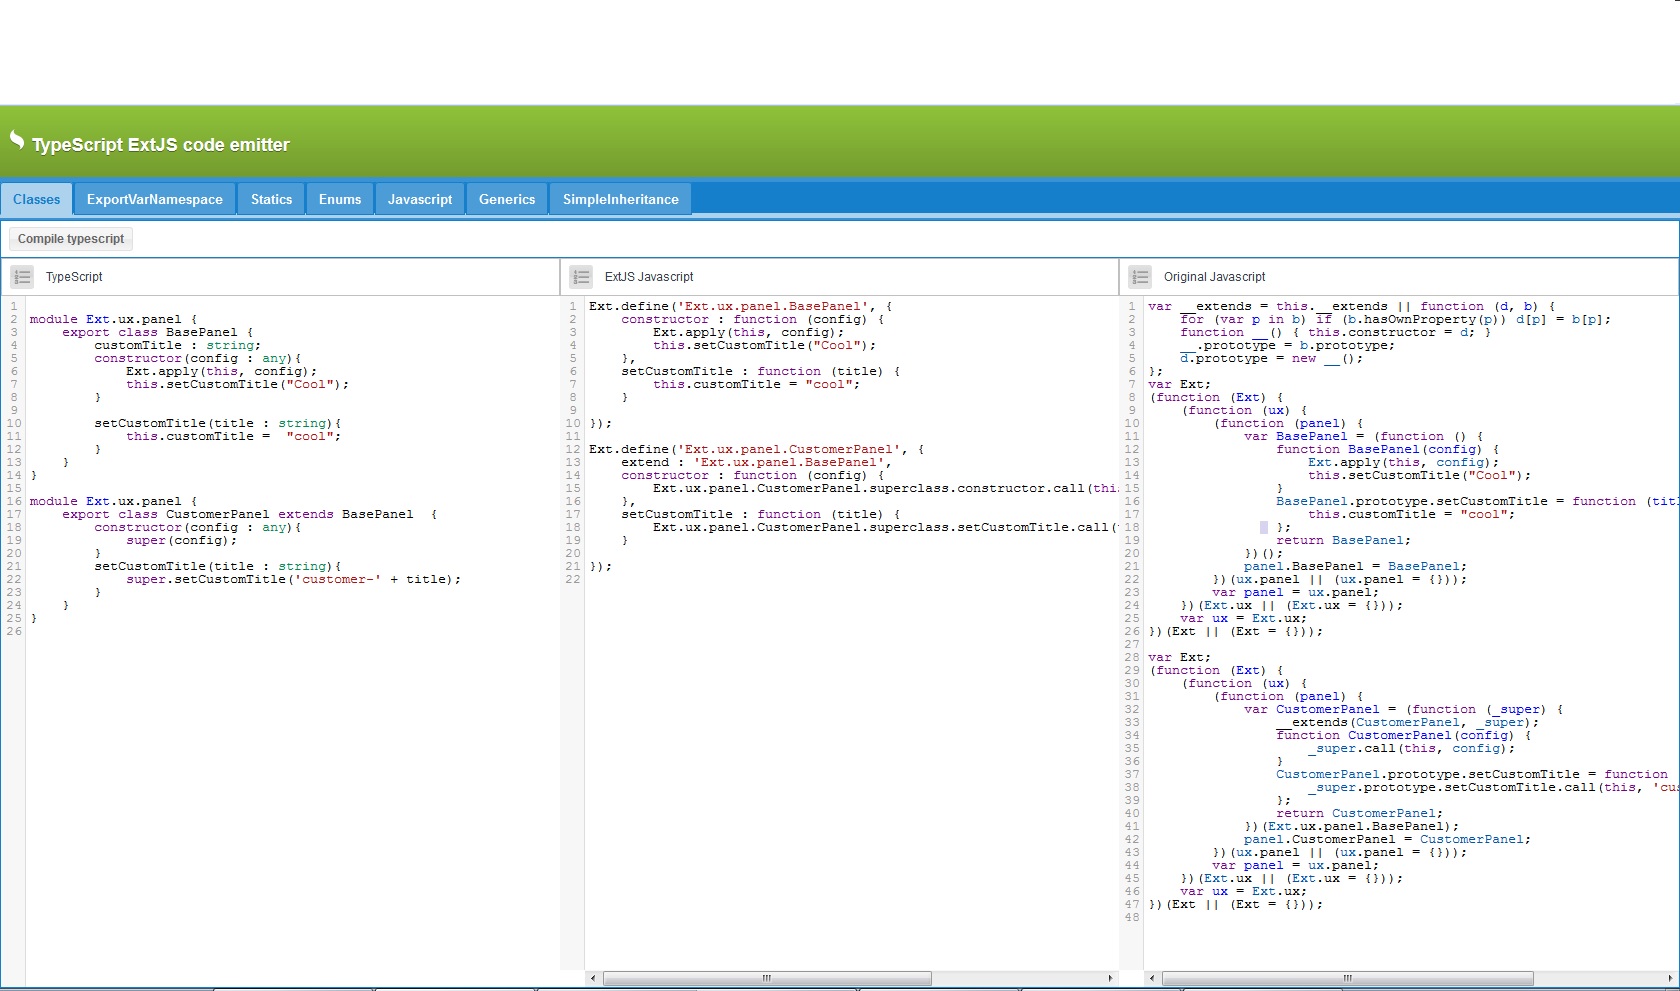 TypeScript ExtJS code emitter
Classes ExportVarNamespace Statics Enums Javascript Generics SimpleInheritance
Compile typescript
TypeScript
1
2 module Ext.ux.panel {
3     export class BasePanel {
4         customTitle : string;
5         constructor(config : any){
6             Ext.apply(this, config);
7             this.setCustomTitle("Cool");
8         }
9
10         setCustomTitle(title : string){
11             this.customTitle =  "cool";
12         }
13     }
14 }
15
16 module Ext.ux.panel {
17     export class CustomerPanel extends BasePanel  {
18         constructor(config : any){
19             super(config);
20         }
21         setCustomTitle(title : string){
22             super.setCustomTitle('customer-' + title);
23         }
24     }
25 }
26
ExtJS Javascript
1 Ext.define('Ext.ux.panel.BasePanel', {
2     constructor : function (config) {
3         Ext.apply(this, config);
4         this.setCustomTitle("Cool");
5     },
6     setCustomTitle : function (title) {
7         this.customTitle = "cool";
8     }
9
10 });
11
12 Ext.define('Ext.ux.panel.CustomerPanel', {
13     extend : 'Ext.ux.panel.BasePanel',
14     constructor : function (config) {
15         Ext.ux.panel.CustomerPanel.superclass.constructor.call(thi
16     },
17     setCustomTitle : function (title) {
18         Ext.ux.panel.CustomerPanel.superclass.setCustomTitle.call(
19     }
20
21 });
22
Original Javascript
1 var __extends = this.__extends || function (d, b) {
2     for (var p in b) if (b.hasOwnProperty(p)) d[p] = b[p];
3     function __() { this.constructor = d; }
4     __.prototype = b.prototype;
5     d.prototype = new __();
6 };
7 var Ext;
8 (function (Ext) {
9     (function (ux) {
10         (function (panel) {
11             var BasePanel = (function () {
12                 function BasePanel(config) {
13                     Ext.apply(this, config);
14                     this.setCustomTitle("Cool");
15                 }
16                 BasePanel.prototype.setCustomTitle = function (titl
17                     this.customTitle = "cool";
18                 };
19                 return BasePanel;
20             })();
21             panel.BasePanel = BasePanel;
22         })(ux.panel || (ux.panel = {}));
23         var panel = ux.panel;
24     })(Ext.ux || (Ext.ux = {}));
25     var ux = Ext.ux;
26 })(Ext || (Ext = {}));
27
28 var Ext;
29 (function (Ext) {
30     (function (ux) {
31         (function (panel) {
32             var CustomerPanel = (function (_super) {
33                 __extends(CustomerPanel, _super);
34                 function CustomerPanel(config) {
35                     _super.call(this, config);
36                 }
37                 CustomerPanel.prototype.setCustomTitle = function
38                     _super.prototype.setCustomTitle.call(this, 'cus
39                 };
40                 return CustomerPanel;
41             })(Ext.ux.panel.BasePanel);
42             panel.CustomerPanel = CustomerPanel;
43         })(ux.panel || (ux.panel = {}));
44         var panel = ux.panel;
45     })(Ext.ux || (Ext.ux = {}));
46     var ux = Ext.ux;
47 })(Ext || (Ext = {}));
48